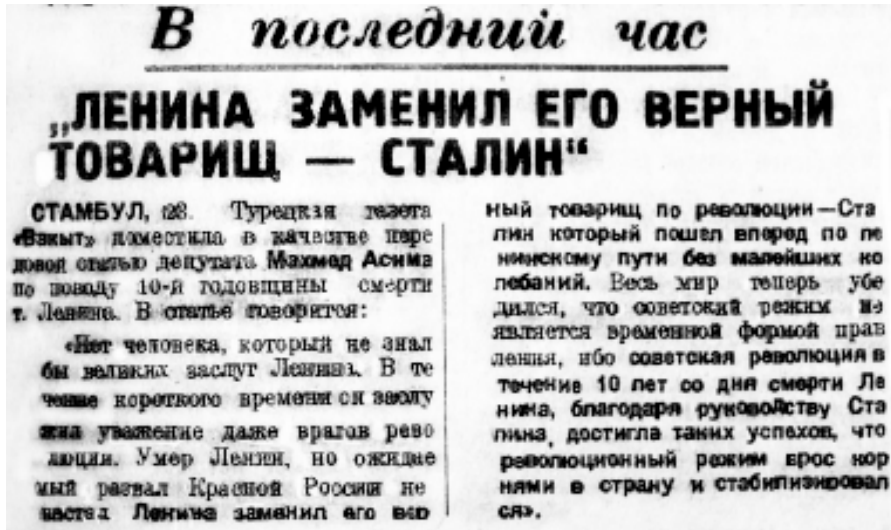 В последний час
„ЛЕНИНА ЗАМЕНИЛ ЕГО ВЕРНЫЙ
ТОВАРИЩ — СТАЛИН“
СТАМБУЛ, 28. Турецкая газета
«Вакыт» поместила в качестве пере
довой статью депутата Махмед Асима
по поводу 10-й годовщины смерти
т. Ленина. В статье говорится:
«Нет человека, который не знал
бы великих заслуг Ленина. В те
чение короткого времени он заслу
жил уважение даже врагов рево
люции. Умер Ленин, но ожидае
мый развал Красной России не
настал Ленина заменил его вер
ный товарищ по революции—Ста
лин который пошел вперед по ле
нинскому пути без малейших ко
лебаний. Весь мир теперь убе
дился, что советский режим не
является временной формой прав
ления, ибо советская революция в
течение 10 лет со дня смерти Ле
нина, благодаря руководству Ста
лина, достигла таких успехов, что
революционный режим врос кор
нями в страну и стабилизировал
ся».